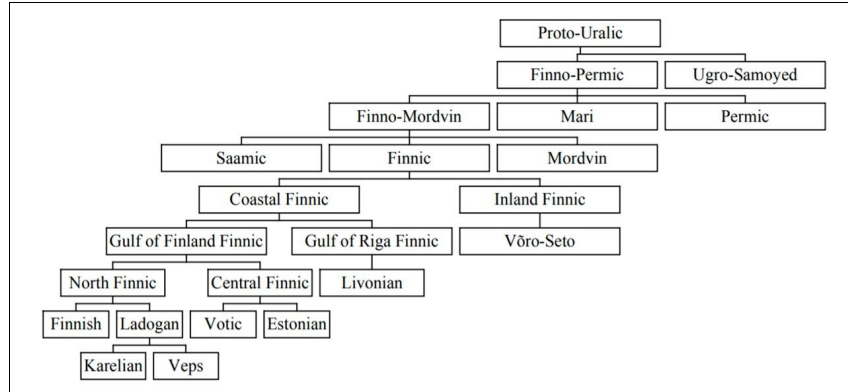 Proto-Uralic
Finno-Permic Ugro-Samoyed
Finno-Mordvin Mari Permic
Saamic Finnic Mordvin
Coastal Finnic Inland Finnic
Gulf of Finland Finnic Gulf of Riga Finnic Võro-Seto
North Finnic Central Finnic Livonian
Finnish Ladogan Votic Estonian
Karelian Veps